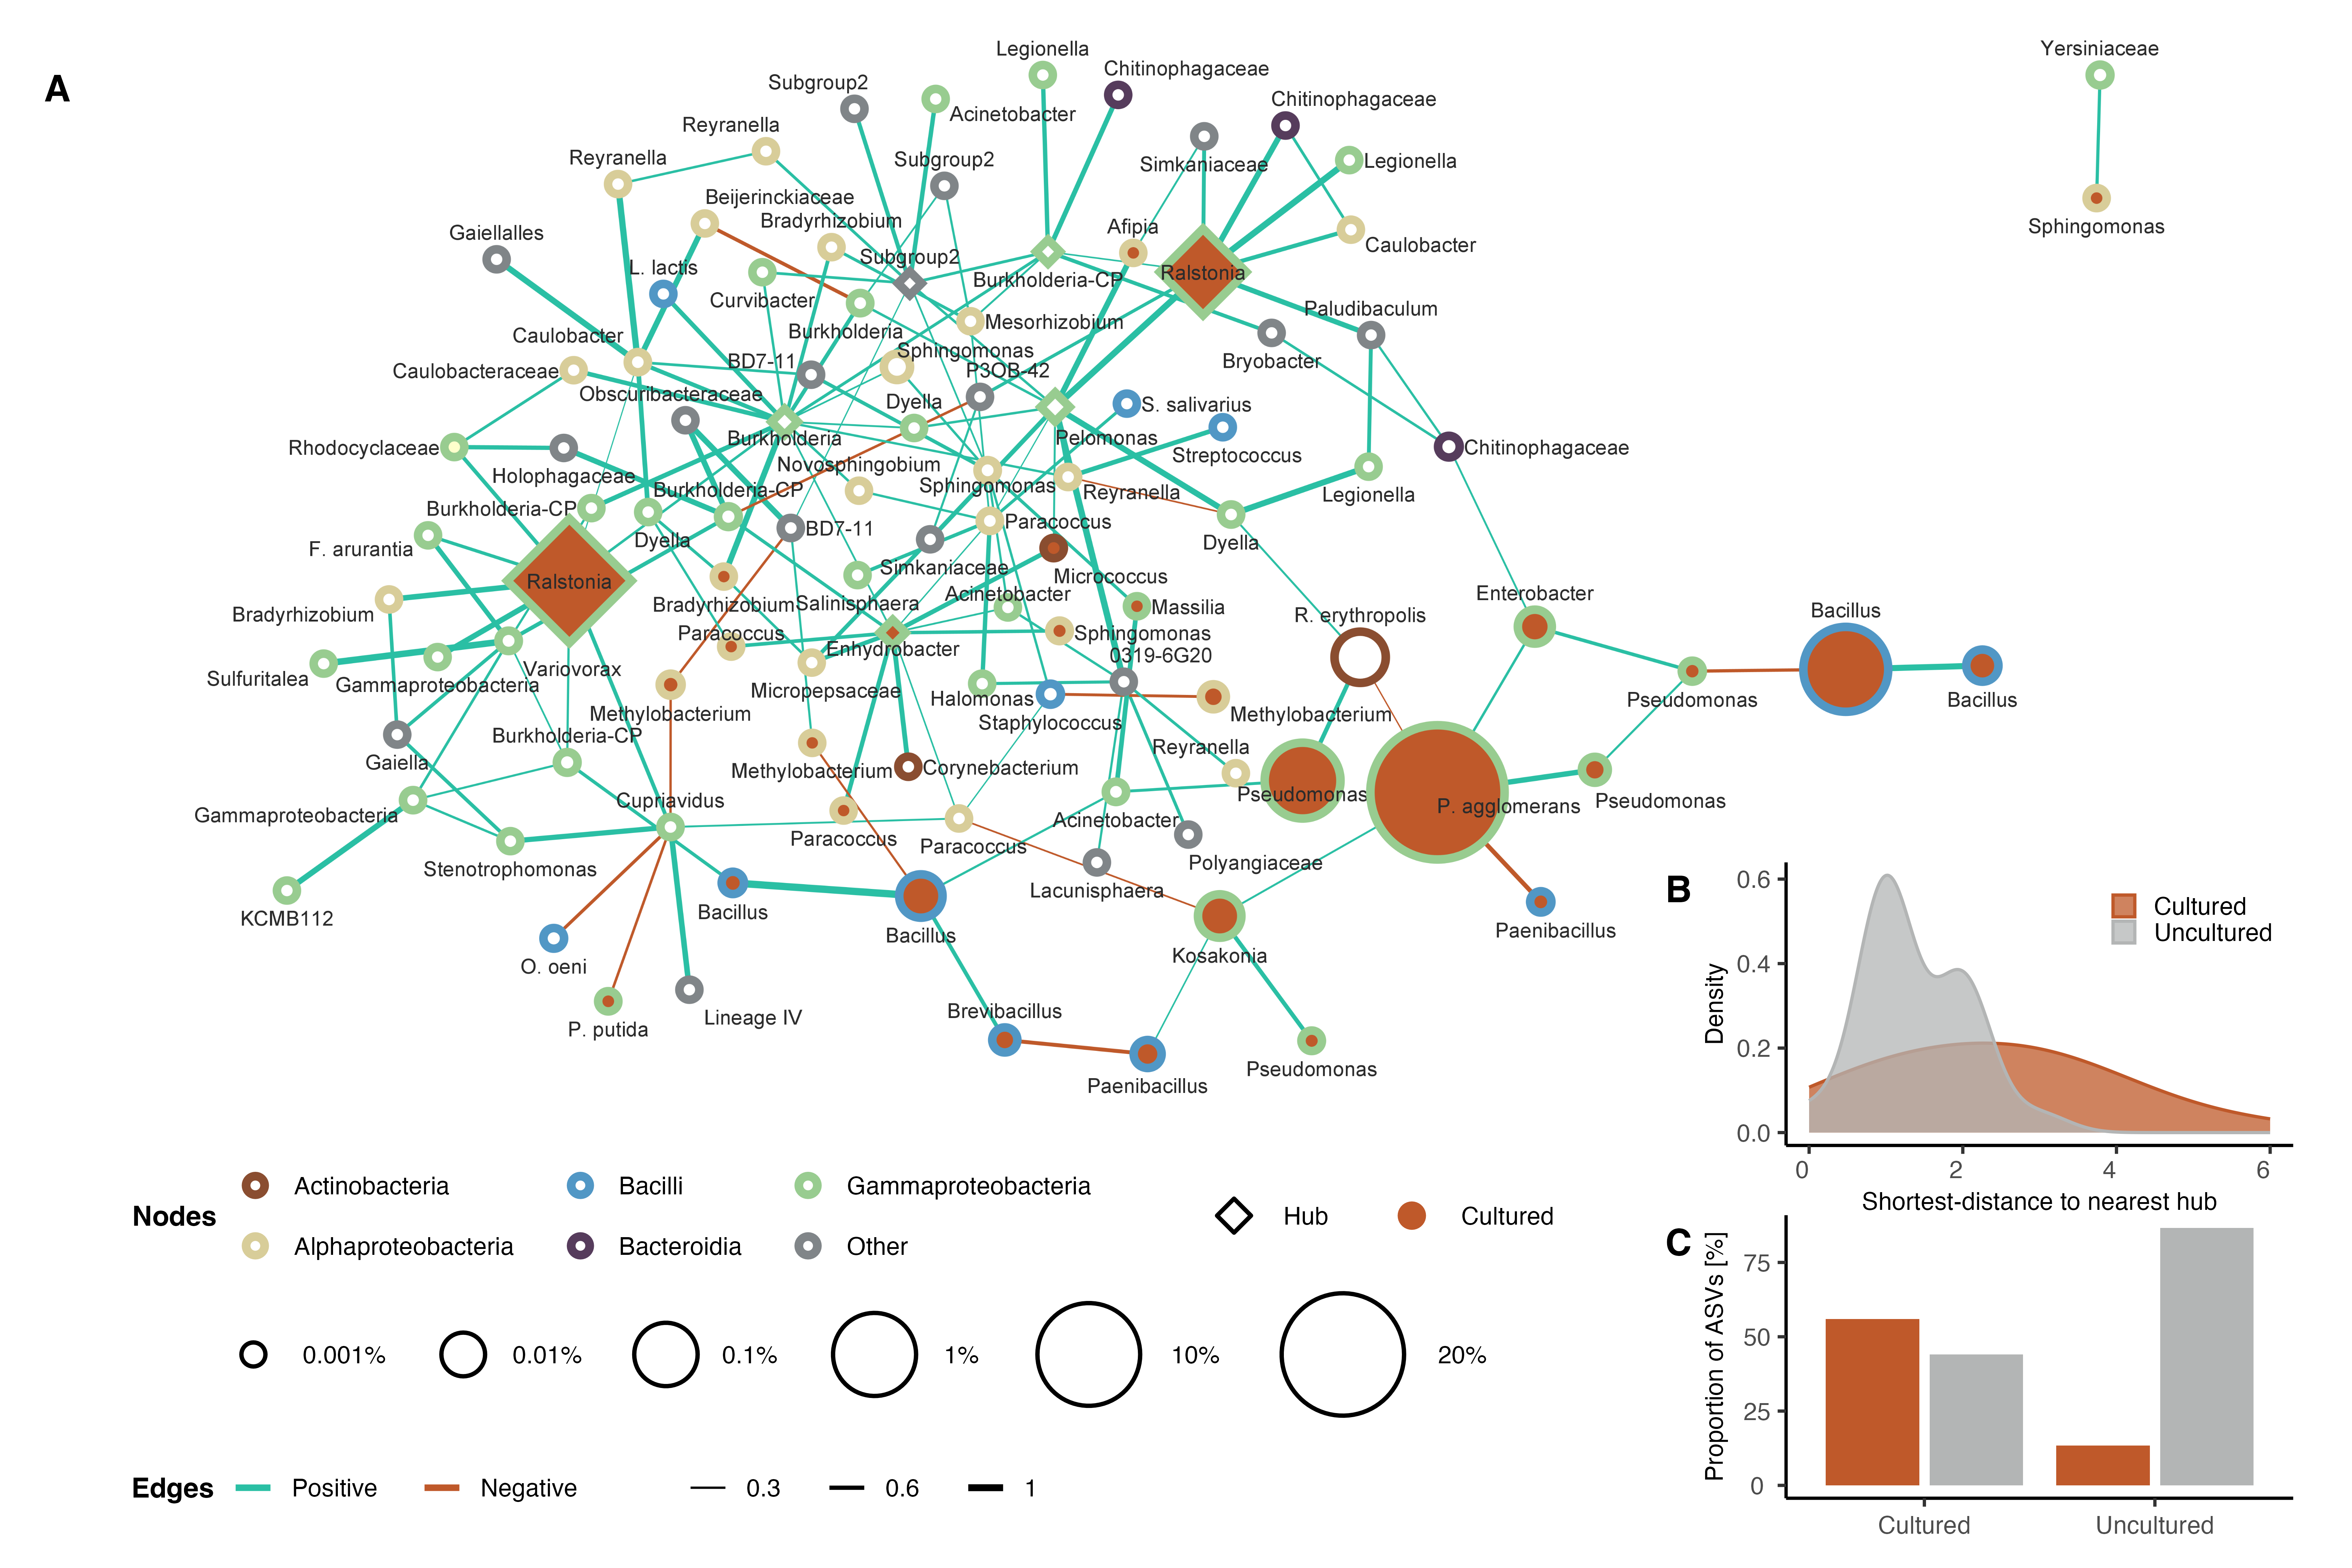 A
Legionella
Yersiniaceae
Chitinophagaceae
Subgroup2
Chitinophagaceae
Acinetobacter
Reyranella
Reyranella
Subgroup2
Simkaniaceae
Legionella
Beijerinckiaceae
Bradyrhizobium
Afipia
Sphingomonas
Gaiellalles
Caulobacter
Subgroup2
L. lactis
Ralstonia
Burkholderia-CP
Curvibacter
Paludibaculum
Burkholderia
Mesorhizobium
Caulobacter
Sphingomonas
BD7-11
Bryobacter
Caulobacteraceae
P3OB-42
Obscuribacteraceae
Dyella
S. salivarius
Burkholderia
Pelomonas
Rhodocyclaceae
Chitinophagaceae
Streptococcus
Novosphingobium
Holophagaceae
Sphingomonas
Burkholderia-CP
Reyranella
Legionella
Burkholderia-CP
Paracoccus
BD7-11
Dyella
Dyella
F. arurantia
Simkaniaceae
Micrococcus
Ralstonia
Enterobacter
Acinetobacter
Bradyrhizobium
Salinisphaera
Massilia
Bacillus
Bradyrhizobium
R. erythropolis
Paracoccus
Sphingomonas
Enhydrobacter
0319-6G20
Variovorax
Sulfuritalea
Gammaproteobacteria
Micropepsaceae
Halomonas
Pseudomonas
Bacillus
Methylobacterium
Methylobacterium
Staphylococcus
Burkholderia-CP
Reyranella
Gaiella
Methylobacterium
Corynebacterium
Pseudomonas
Cupriavidus
Pseudomonas
P. agglomerans
Gammaproteobacteria
Acinetobacter
Paracoccus
Paracoccus
Polyangiaceae
Stenotrophomonas
Lacunisphaera
KCMB112
Bacillus
Bacillus
Paenibacillus
Kosakonia
O. oeni
Brevibacillus
Lineage IV
P. putida
Pseudomonas
Paenibacillus
Nodes
Actinobacteria
Bacilli
Gammaproteobacteria
Alphaproteobacteria
Bacteroidia
Other
Hub
Cultured
0.001%
0.01%
0.1%
1%
10%
20%
Edges
Positive
Negative
0.3
0.6
1
B
Density
0.6
0.4
0.2
0.0
Cultured
Uncultured
0
2
4
6
Shortest-distance to nearest hub
C
Proportion of ASVs [%]
75
50
25
0
Cultured
Uncultured